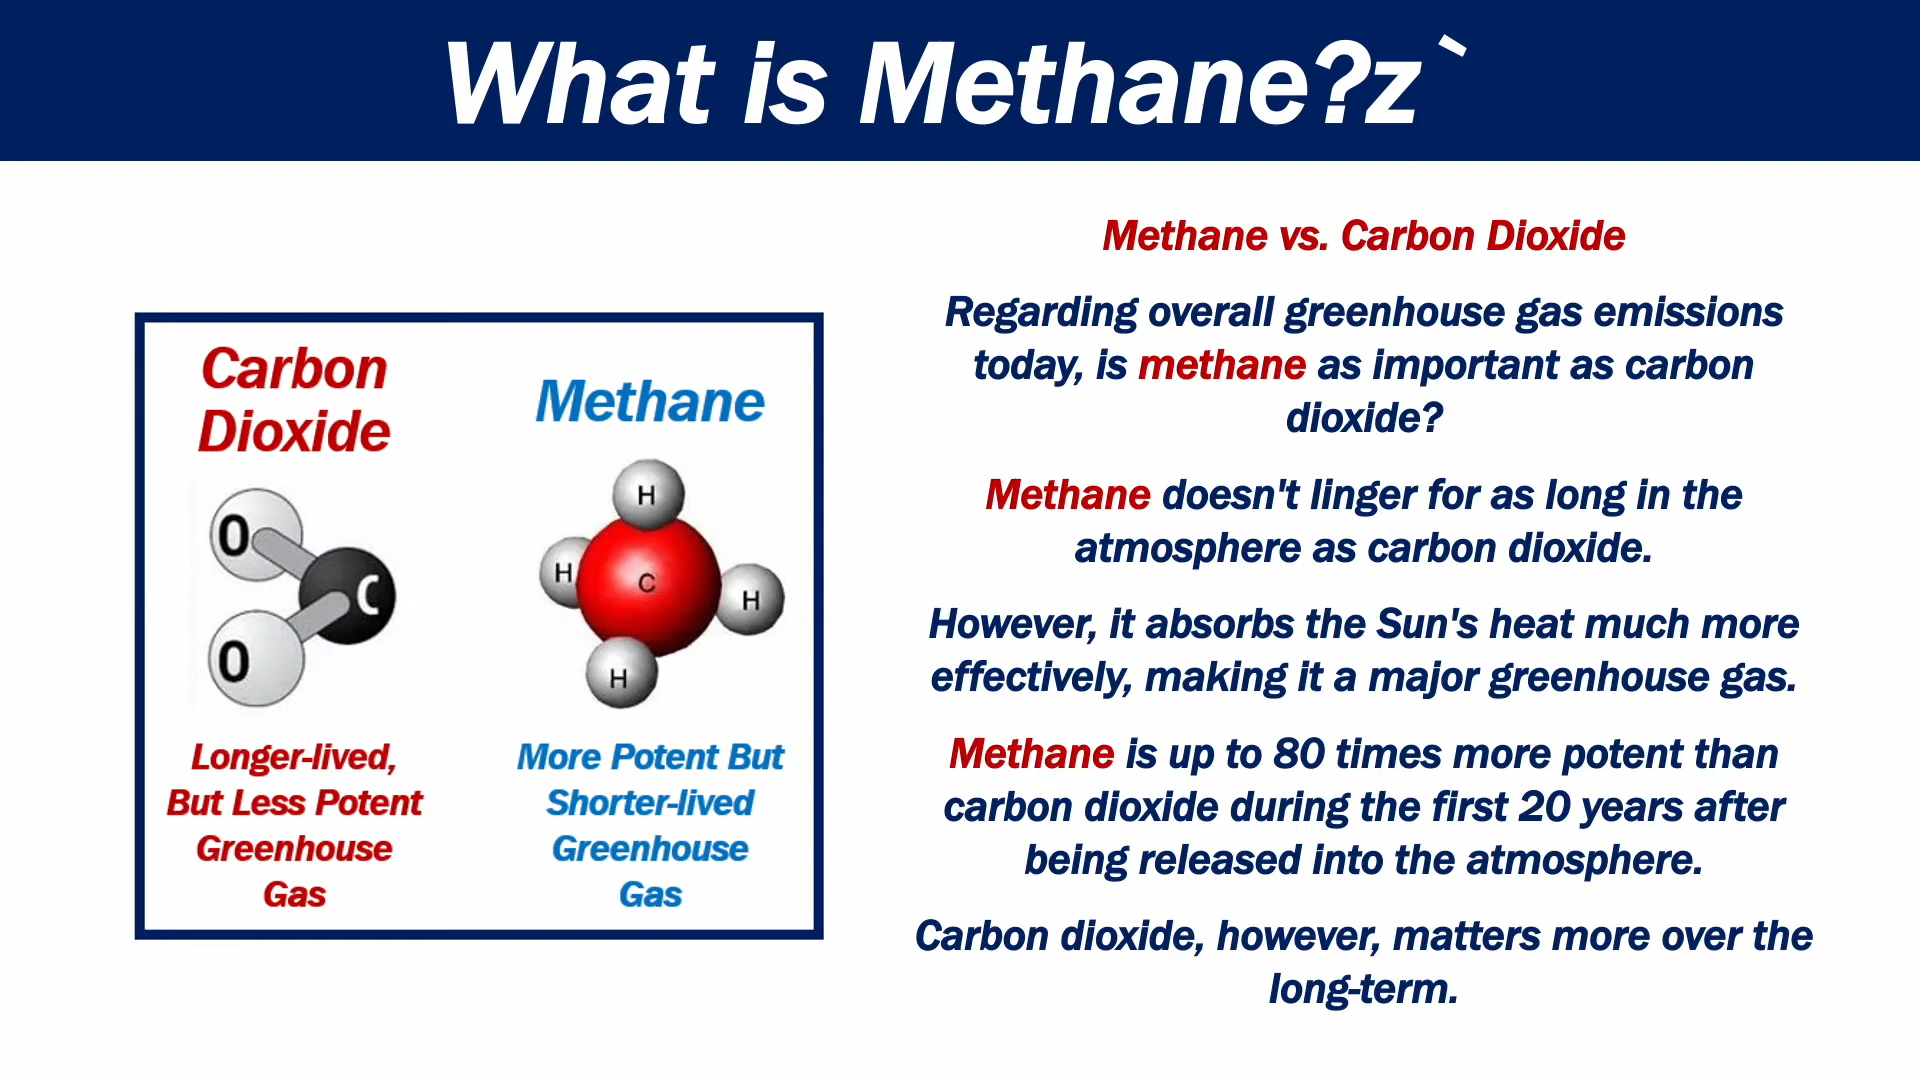 What is Methane?z`
Carbon
Dioxide
Methane
O
C
O
H
H
C
H
H
Longer-lived,
But Less Potent
Greenhouse
Gas
More Potent But
Shorter-lived
Greenhouse
Gas
Methane vs. Carbon Dioxide
Regarding overall greenhouse gas emissions
today, is methane as important as carbon
dioxide?
Methane doesn't linger for as long in the
atmosphere as carbon dioxide.
However, it absorbs the Sun's heat much more
effectively, making it a major greenhouse gas.
Methane is up to 80 times more potent than
carbon dioxide during the first 20 years after
being released into the atmosphere.
Carbon dioxide, however, matters more over the
long-term.